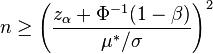 n ≥ ( (z_α + Φ⁻¹(1 − β)) / (μ*/σ) )²